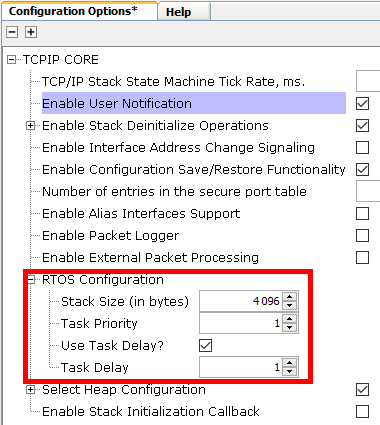 Configuration Options* Help
TCPIP CORE
TCP/IP Stack State Machine Tick Rate, ms.
Enable User Notification
Enable Stack Deinitialize Operations
Enable Interface Address Change Signaling
Enable Configuration Save/Restore Functionality
Number of entries in the secure port table
Enable Alias Interfaces Support
Enable Packet Logger
Enable External Packet Processing
RTOS Configuration
Stack Size (in bytes) 4 096
Task Priority 1
Use Task Delay?
Task Delay 1
Select Heap Configuration
Enable Stack Initialization Callback